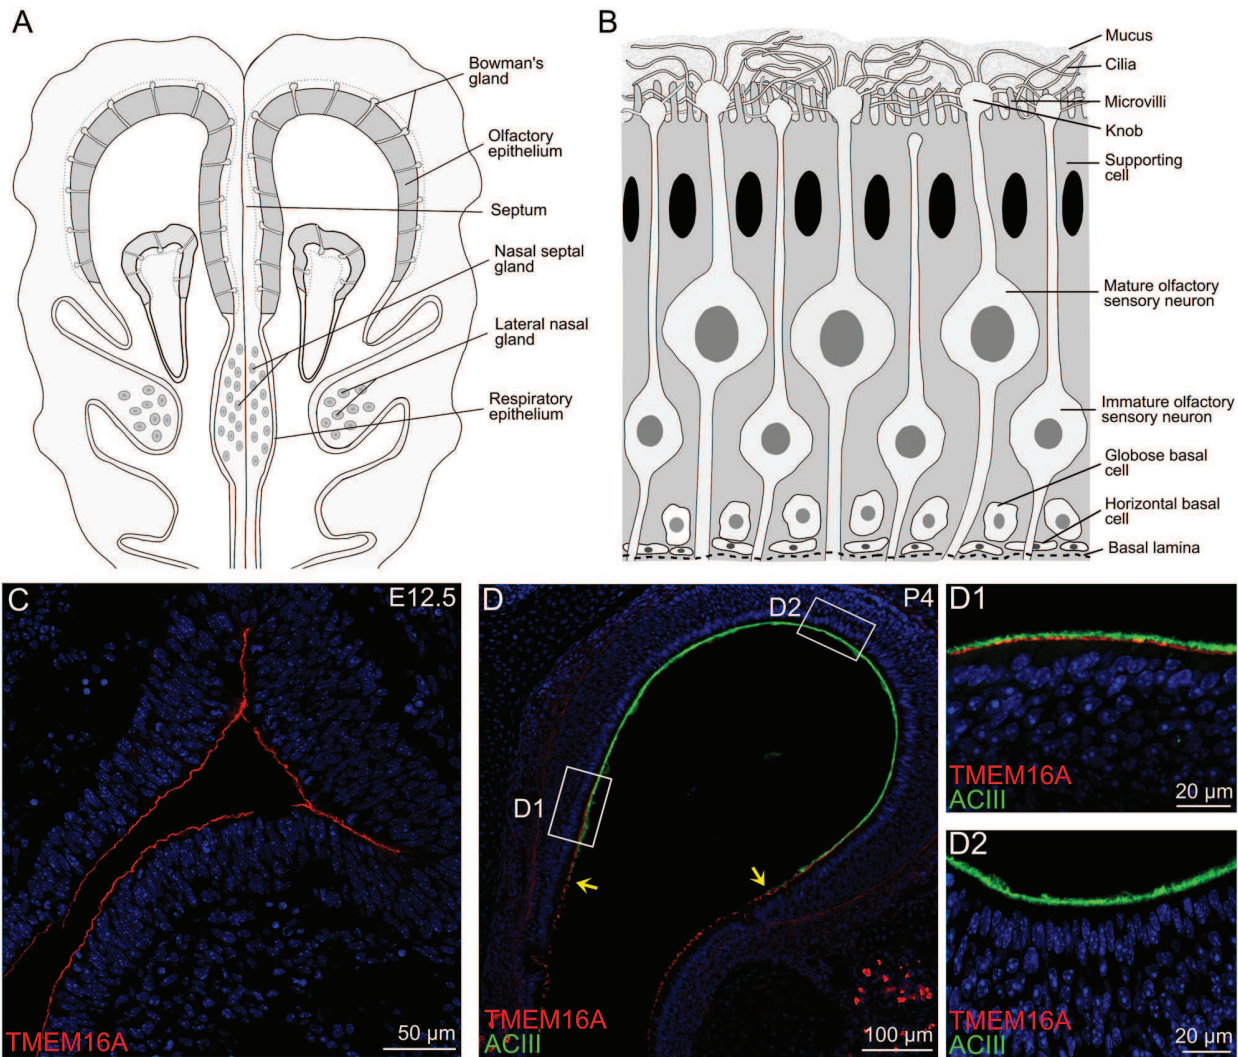 A
Bowman's
gland
Olfactory
epithelium
Septum
Nasal septal
gland
Lateral nasal
gland
Respiratory
epithelium
B
Mucus
Cilia
Microvilli
Knob
Supporting
cell
Mature olfactory
sensory neuron
Immature olfactory
sensory neuron
Globose basal
cell
Horizontal basal
cell
Basal lamina
C
E12.5
TMEM16A
50 µm
D
D2
P4
D1
TMEM16A
ACIII
100 µm
D1
TMEM16A
ACIII
20 µm
D2
TMEM16A
ACIII
20 µm